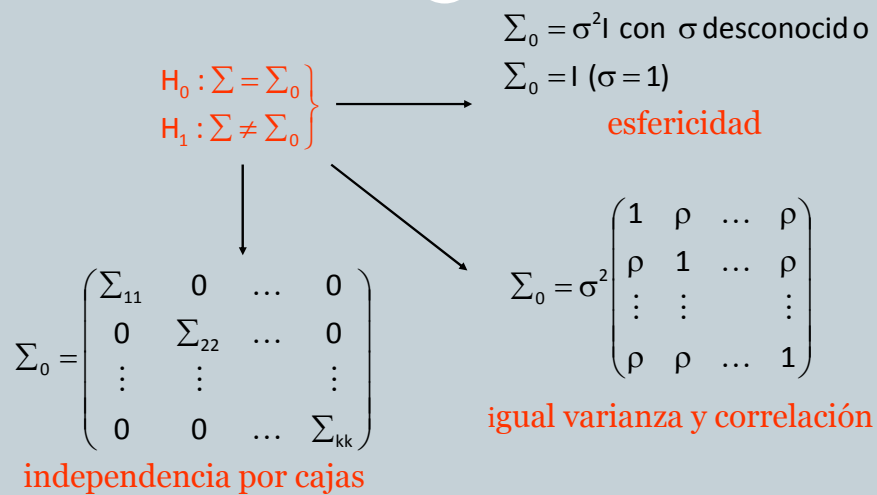 ∑₀ = σ²I con σ desconocido
∑₀ = I (σ = 1)
esfericidad
H₀ : ∑ = ∑₀
H₁ : ∑ ≠ ∑₀
∑₀ = σ²
1 ρ … ρ
ρ 1 … ρ
⋮ ⋮ ⋮
ρ ρ … 1
igual varianza y correlación
∑₀ =
∑₁₁ 0 … 0
0 ∑₂₂ … 0
⋮ ⋮ ⋮
0 0 … ∑ₖₖ
independencia por cajas